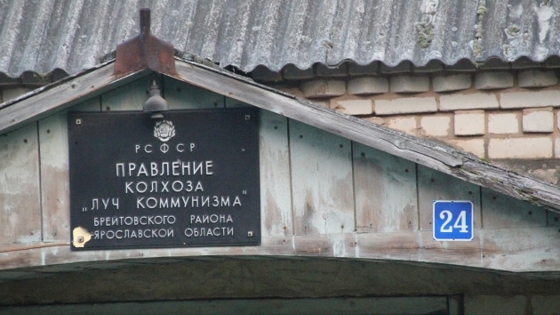 РСФСР
ПРАВЛЕНИЕ
КОЛХОЗА
"ЛУЧ КОММУНИЗМА"
БРЕЙТОВСКОГО РАЙОНА
ЯРОСЛАВСКОЙ ОБЛАСТИ
24